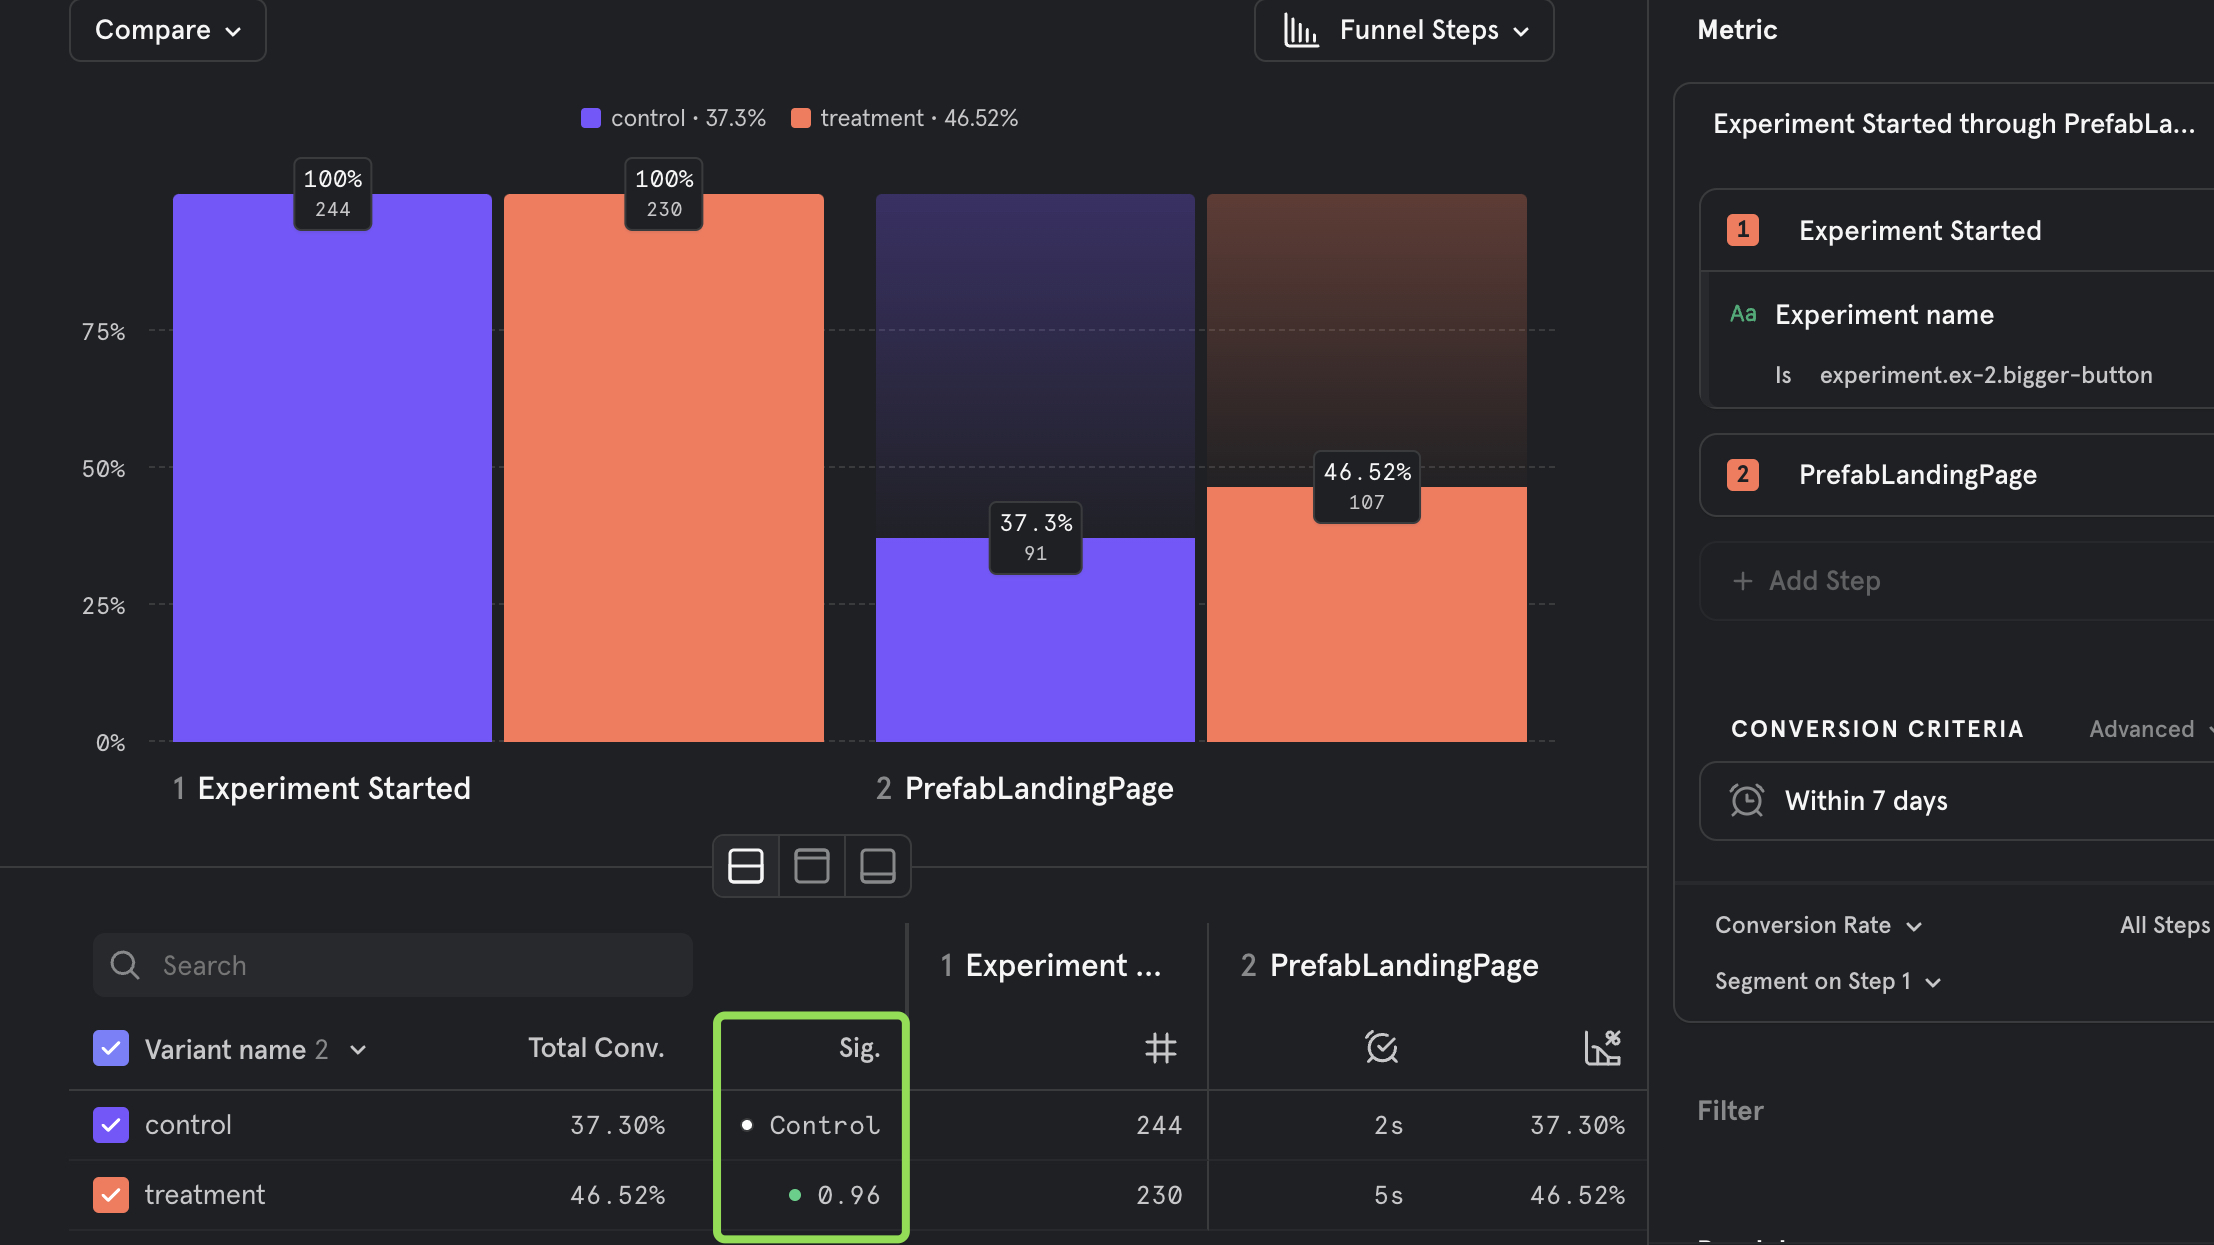 Compare
Funnel Steps
control • 37.3%
treatment • 46.52%
100%
244
100%
230
37.3%
91
46.52%
107
75%
50%
25%
0%
1 Experiment Started
2 PrefabLandingPage
Search
1 Experiment ...
2 PrefabLandingPage
Variant name 2
Total Conv.
Sig.
control
37.30%
Control
244
2s
37.30%
treatment
46.52%
0.96
230
5s
46.52%
Metric
Experiment Started through PrefabLa...
1 Experiment Started
Aa Experiment name
Is experiment.ex-2.bigger-button
2 PrefabLandingPage
+ Add Step
CONVERSION CRITERIA
Advanced
Within 7 days
Conversion Rate
All Steps
Segment on Step 1
Filter